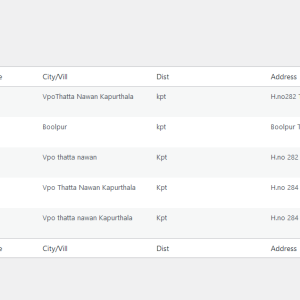 e City/Vill Dist Address
VpoThatta Nawan Kapurthala kpt H.no282
Boolpur kpt Boolpur
Vpo thatta nawan Kpt H.no 282
Vpo Thatta Nawan Kapurthala Kpt H.no 284
Vpo thatta nawan Kapurthala Kpt H.no 284
e City/Vill Dist Address